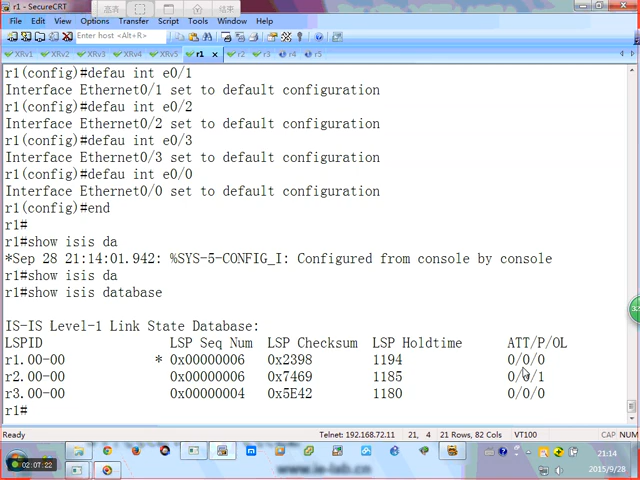 r1 - SecureCRT
File Edit View Options Transfer Script Tools Window Help
Enter host <Alt+R>
XRv1 XRv2 XRv3 XRv4 XRv5 r1 r2 r3 r4 r5
r1(config)#defau int e0/1
Interface Ethernet0/1 set to default configuration
r1(config)#defau int e0/2
Interface Ethernet0/2 set to default configuration
r1(config)#defau int e0/3
Interface Ethernet0/3 set to default configuration
r1(config)#defau int e0/0
Interface Ethernet0/0 set to default configuration
r1(config)#end
r1#
r1#show isis da
*Sep 28 21:14:01.942: %SYS-5-CONFIG_I: Configured from console by console
r1#show isis da
r1#show isis database
IS-IS Level-1 Link State Database:
LSPID LSP Seq Num LSP Checksum LSP Holdtime ATT/P/OL
r1.00-00 * 0x00000006 0x2398 1194 0/0/0
r2.00-00 0x00000006 0x7469 1185 0/0/1
r3.00-00 0x00000004 0x5E42 1180 0/0/0
r1#
Ready Telnet: 192.168.72.11 21, 4 21 Rows, 82 Cols VT100 CAP NUM
02:07:22
21:14
2015/9/28
www.ie-lab.cn